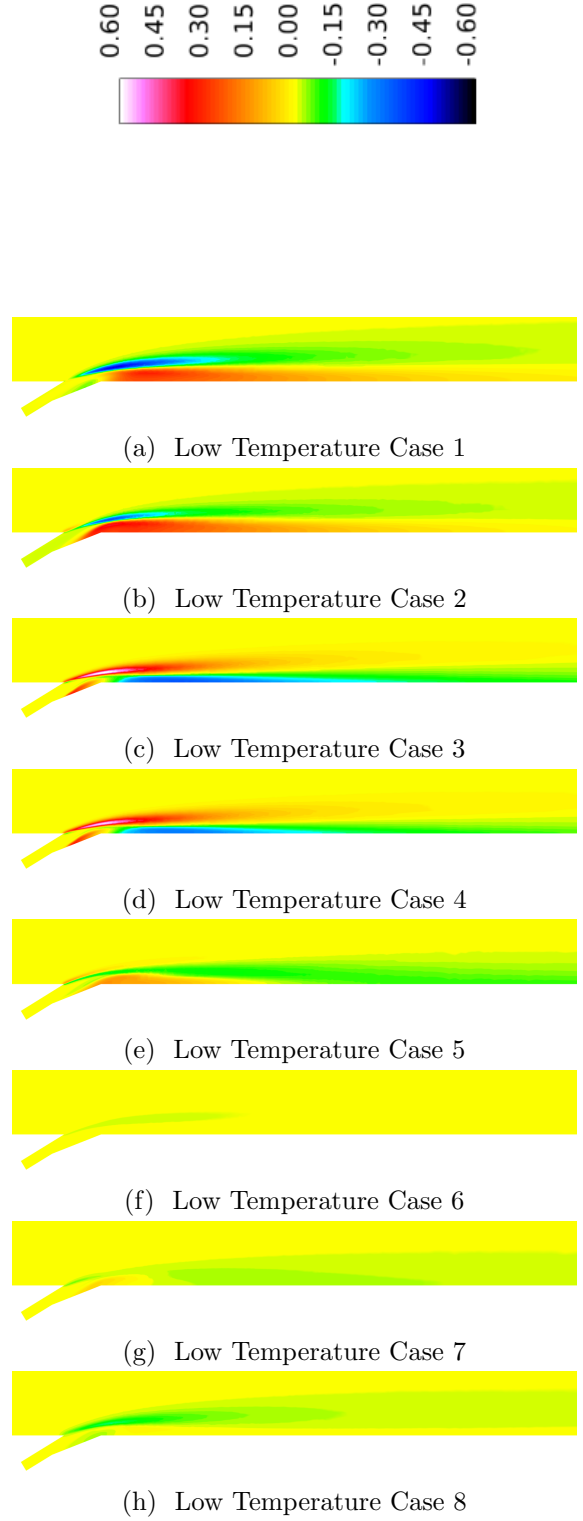 0.60 0.45 0.30 0.15 0.00 -0.15 -0.30 -0.45 -0.60
(a) Low Temperature Case 1
(b) Low Temperature Case 2
(c) Low Temperature Case 3
(d) Low Temperature Case 4
(e) Low Temperature Case 5
(f) Low Temperature Case 6
(g) Low Temperature Case 7
(h) Low Temperature Case 8